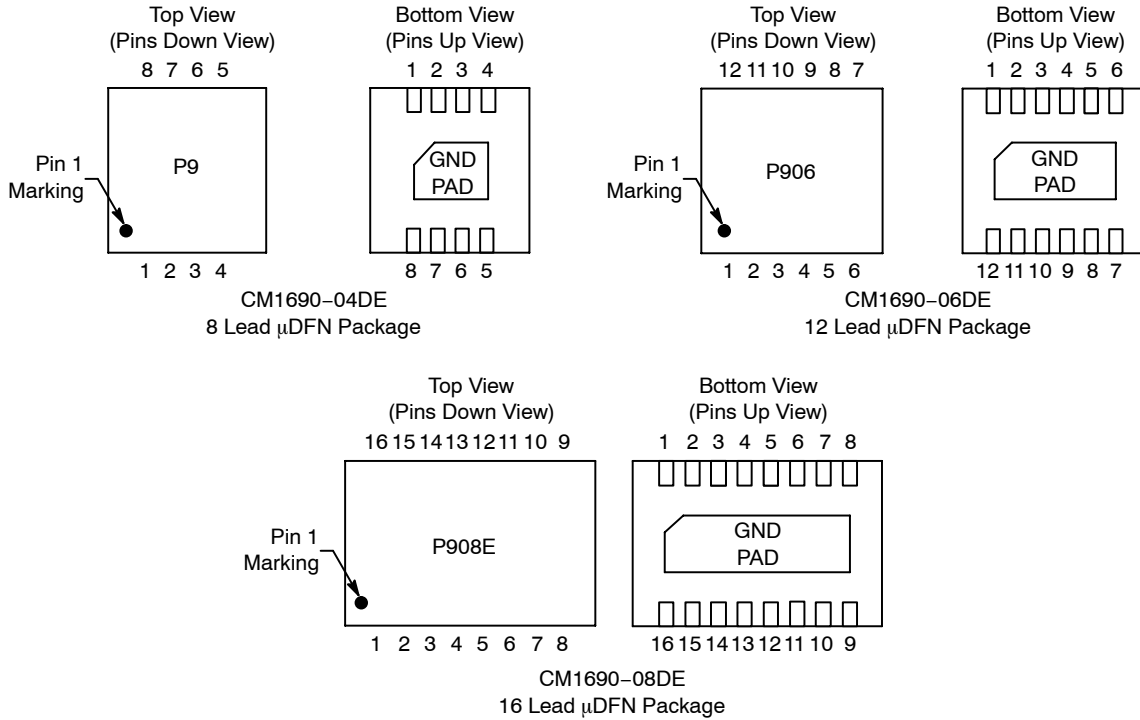 Top View
(Pins Down View)
8 7 6 5
Pin 1
Marking
P9
1 2 3 4
Bottom View
(Pins Up View)
1 2 3 4
GND
PAD
8 7 6 5
CM1690−04DE
8 Lead μDFN Package
Top View
(Pins Down View)
12 11 10 9 8 7
Pin 1
Marking
P906
1 2 3 4 5 6
Bottom View
(Pins Up View)
1 2 3 4 5 6
GND
PAD
12 11 10 9 8 7
CM1690−06DE
12 Lead μDFN Package
Top View
(Pins Down View)
16 15 14 13 12 11 10 9
Pin 1
Marking
P908E
1 2 3 4 5 6 7 8
Bottom View
(Pins Up View)
1 2 3 4 5 6 7 8
GND
PAD
16 15 14 13 12 11 10 9
CM1690−08DE
16 Lead μDFN Package